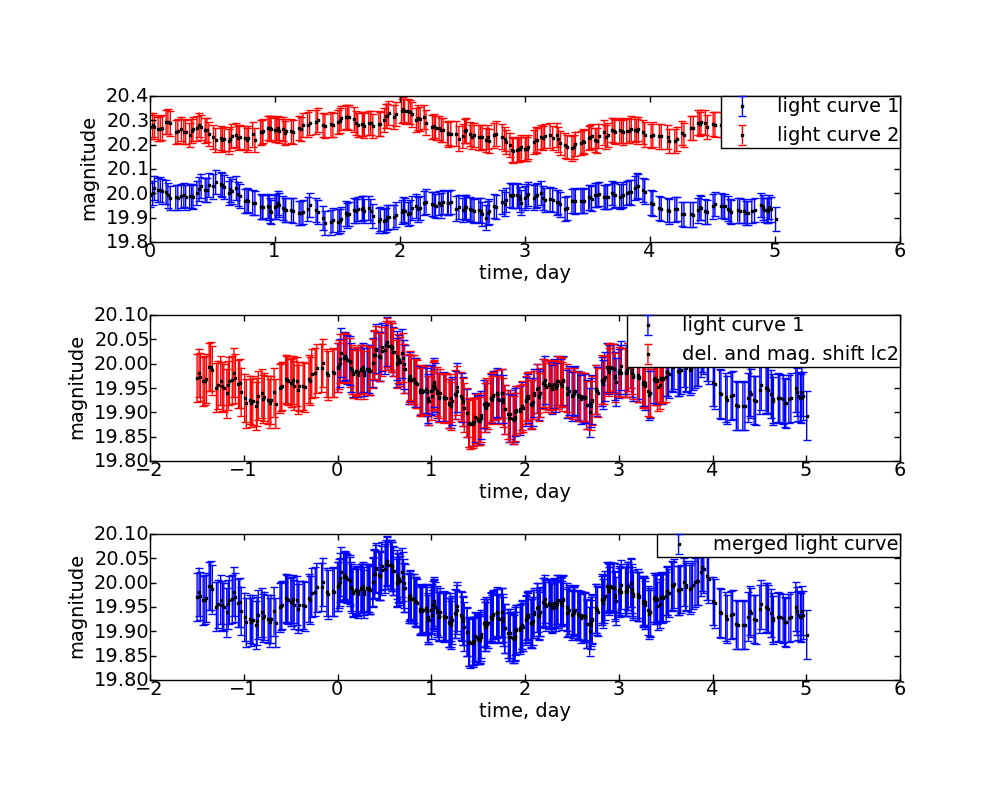 20.4
20.3
20.2
20.1
20.0
19.9
19.8
magnitude
light curve 1
light curve 2
0 1 2 3 4 5 6
time, day
20.10
20.05
20.00
19.95
19.90
19.85
19.80
magnitude
light curve 1
del. and mag. shift lc2
−2 −1 0 1 2 3 4 5 6
time, day
20.10
20.05
20.00
19.95
19.90
19.85
19.80
magnitude
merged light curve
−2 −1 0 1 2 3 4 5 6
time, day